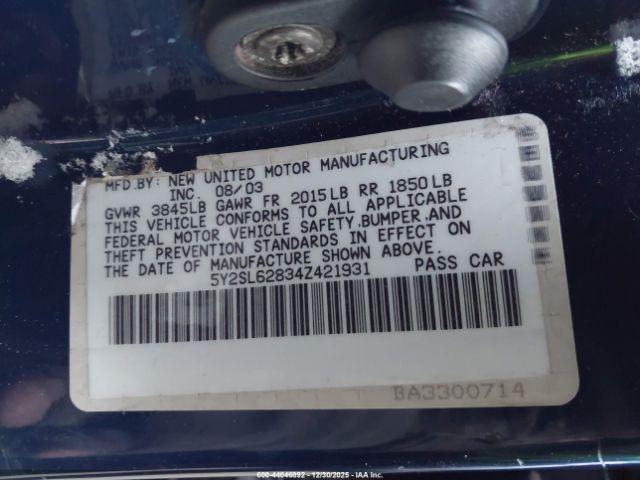 MFD.BY: NEW UNITED MOTOR MANUFACTURING
INC. 08/03
GVWR 3845LB GAWR FR 2015LB RR 1850LB
THIS VEHICLE CONFORMS TO ALL APPLICABLE
FEDERAL MOTOR VEHICLE SAFETY,BUMPER,AND
THEFT PREVENTION STANDARDS IN EFFECT ON
THE DATE OF MANUFACTURE SHOWN ABOVE.
5Y2SL62834Z421931 PASS CAR
BA3300714
000-44046892 - 12/30/2025 - IAA Inc.